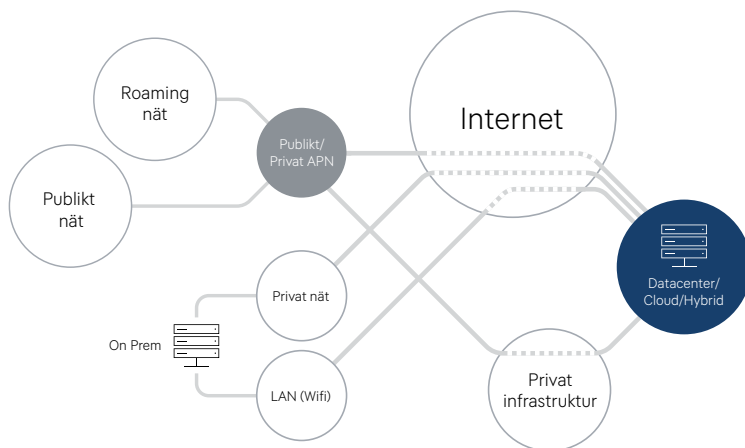 Roaming
nät
Publikt
nät
Publikt/
Privat APN
Internet
Datacenter/
Cloud/Hybrid
Privat nät
On Prem
LAN (Wifi)
Privat
infrastruktur